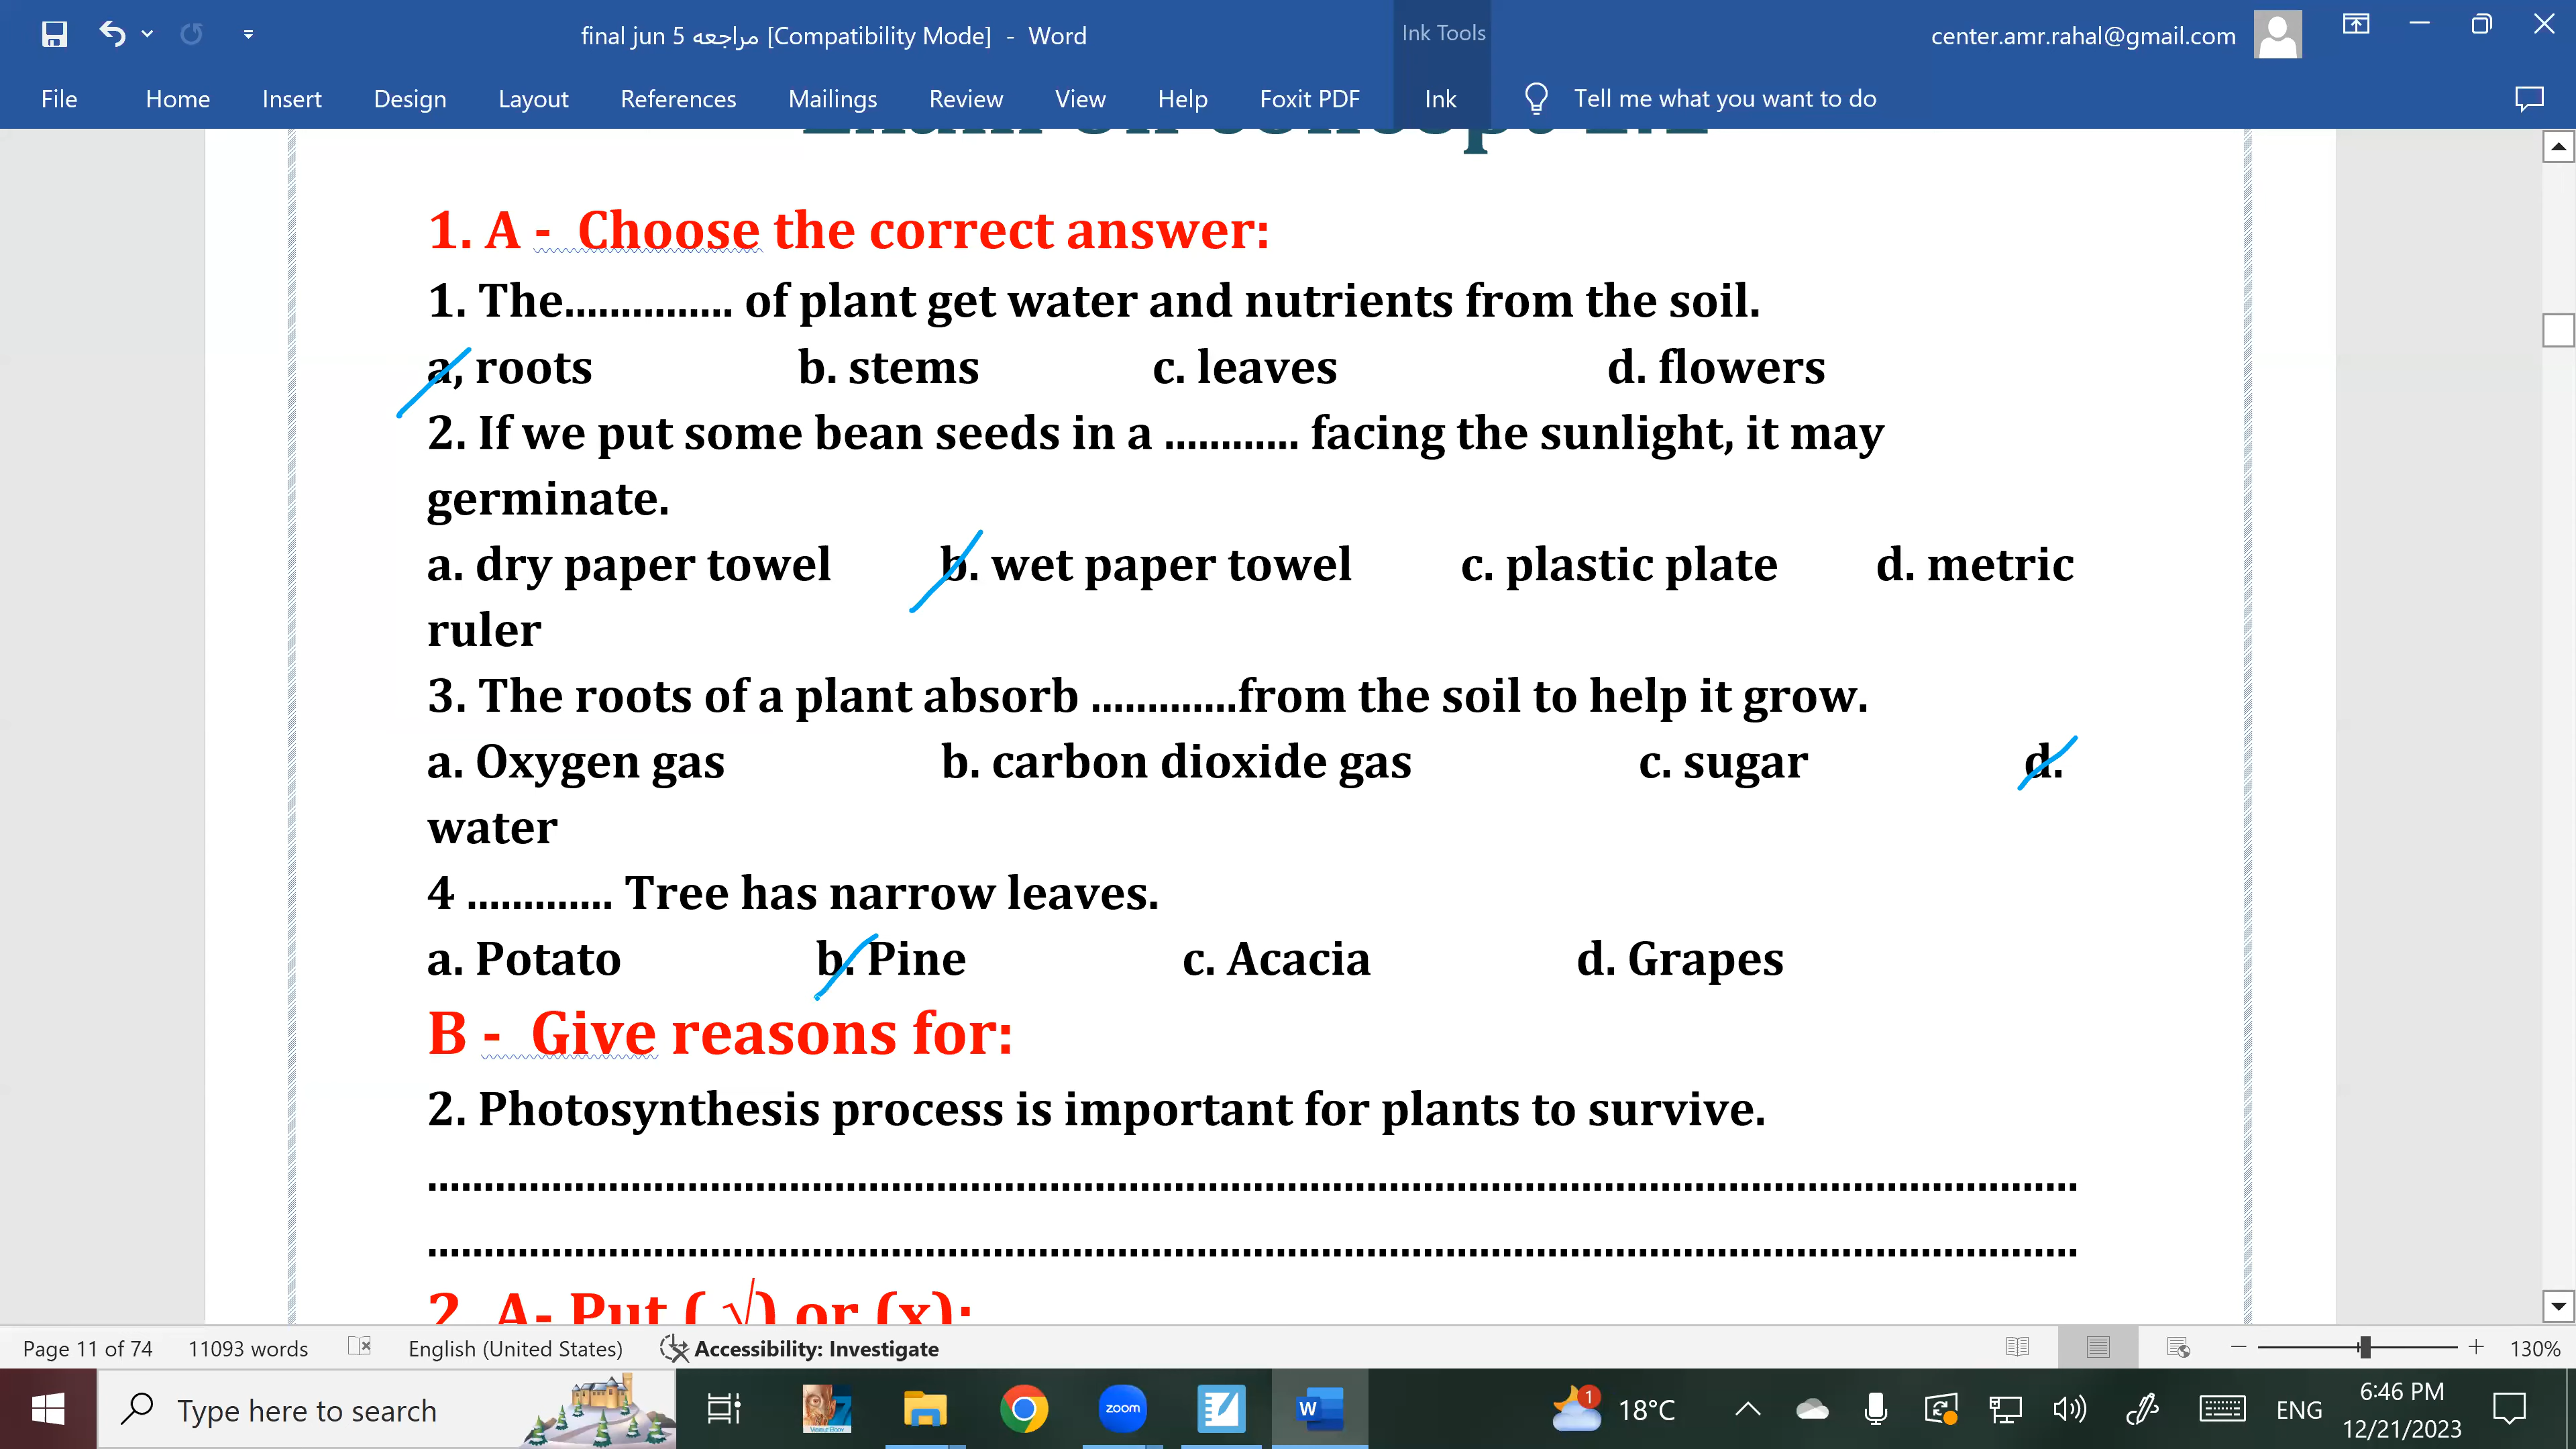 final jun 5 مراجعه [Compatibility Mode] - Word
Ink Tools
center.amr.rahal@gmail.com
File Home Insert Design Layout References Mailings Review View Help Foxit PDF Ink Tell me what you want to do
1. A - Choose the correct answer:
1. The............... of plant get water and nutrients from the soil.
a, roots b. stems c. leaves d. flowers
2. If we put some bean seeds in a ............ facing the sunlight, it may
germinate.
a. dry paper towel b. wet paper towel c. plastic plate d. metric
ruler
3. The roots of a plant absorb .............from the soil to help it grow.
a. Oxygen gas b. carbon dioxide gas c. sugar d.
water
4 ............. Tree has narrow leaves.
a. Potato b. Pine c. Acacia d. Grapes
B - Give reasons for:
2. Photosynthesis process is important for plants to survive.
2. A- Put ( √) or (x):
Page 11 of 74 11093 words English (United States) Accessibility: Investigate 130%
Type here to search zoom W 1 18°C ENG 6:46 PM
12/21/2023